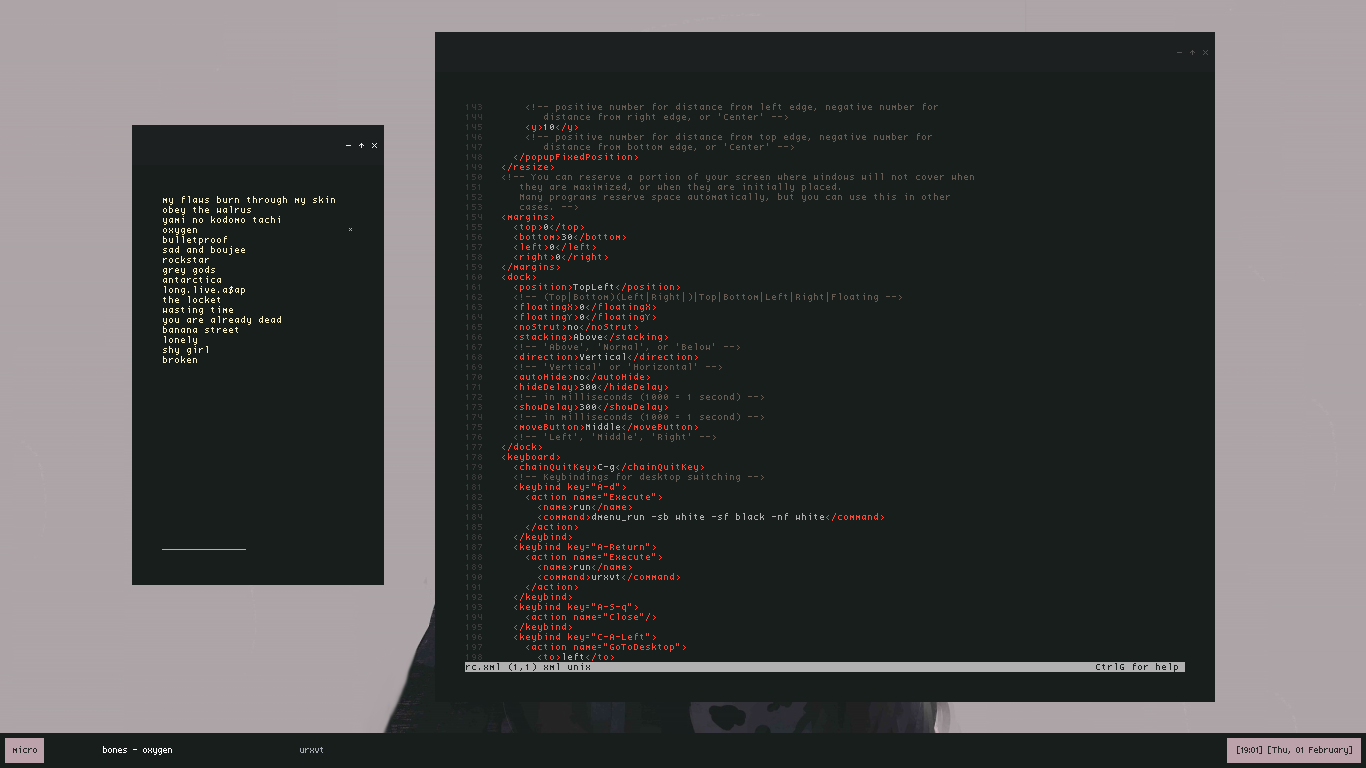 my flaws burn through my skin
obey the walrus
yami no kodomo tachi
oxygen ×
bulletproof
sad and boujee
rockstar
grey gods
antarctica
long.live.a$ap
the locket
wasting time
you are already dead
banana street
lonely
shy girl
broken
143 <!-- positive number for distance from left edge, negative number for
144 distance from right edge, or 'Center' -->
145 <y>10</y>
146 <!-- positive number for distance from top edge, negative number for
147 distance from bottom edge, or 'Center' -->
148 </popupFixedPosition>
149 </resize>
150 <!-- You can reserve a portion of your screen where windows will not cover when
151 they are maximized, or when they are initially placed.
152 Many programs reserve space automatically, but you can use this in other
153 cases. -->
154 <margins>
155 <top>0</top>
156 <bottom>30</bottom>
157 <left>0</left>
158 <right>0</right>
159 </margins>
160 <dock>
161 <position>TopLeft</position>
162 <!-- (Top|Bottom)(Left|Right|)|Top|Bottom|Left|Right|Floating -->
163 <floatingX>0</floatingX>
164 <floatingY>0</floatingY>
165 <noStrut>no</noStrut>
166 <stacking>Above</stacking>
167 <!-- 'Above', 'Normal', or 'Below' -->
168 <direction>Vertical</direction>
169 <!-- 'Vertical' or 'Horizontal' -->
170 <autoHide>no</autoHide>
171 <hideDelay>300</hideDelay>
172 <!-- in milliseconds (1000 = 1 second) -->
173 <showDelay>300</showDelay>
174 <!-- in milliseconds (1000 = 1 second) -->
175 <moveButton>Middle</moveButton>
176 <!-- 'Left', 'Middle', 'Right' -->
177 </dock>
178 <keyboard>
179 <chainQuitKey>C-g</chainQuitKey>
180 <!-- Keybindings for desktop switching -->
181 <keybind key="A-d">
182 <action name="Execute">
183 <name>run</name>
184 <command>dmenu_run -sb white -sf black -nf white</command>
185 </action>
186 </keybind>
187 <keybind key="A-Return">
188 <action name="Execute">
189 <name>run</name>
190 <command>urxvt</command>
191 </action>
192 </keybind>
193 <keybind key="A-S-q">
194 <action name="Close"/>
195 </keybind>
196 <keybind key="C-A-Left">
197 <action name="GoToDesktop">
198 <to>left</to>
rc.xml (1,1) xml unix CtrlG for help
micro bones - oxygen urxvt [19:01] [Thu, 01 February]